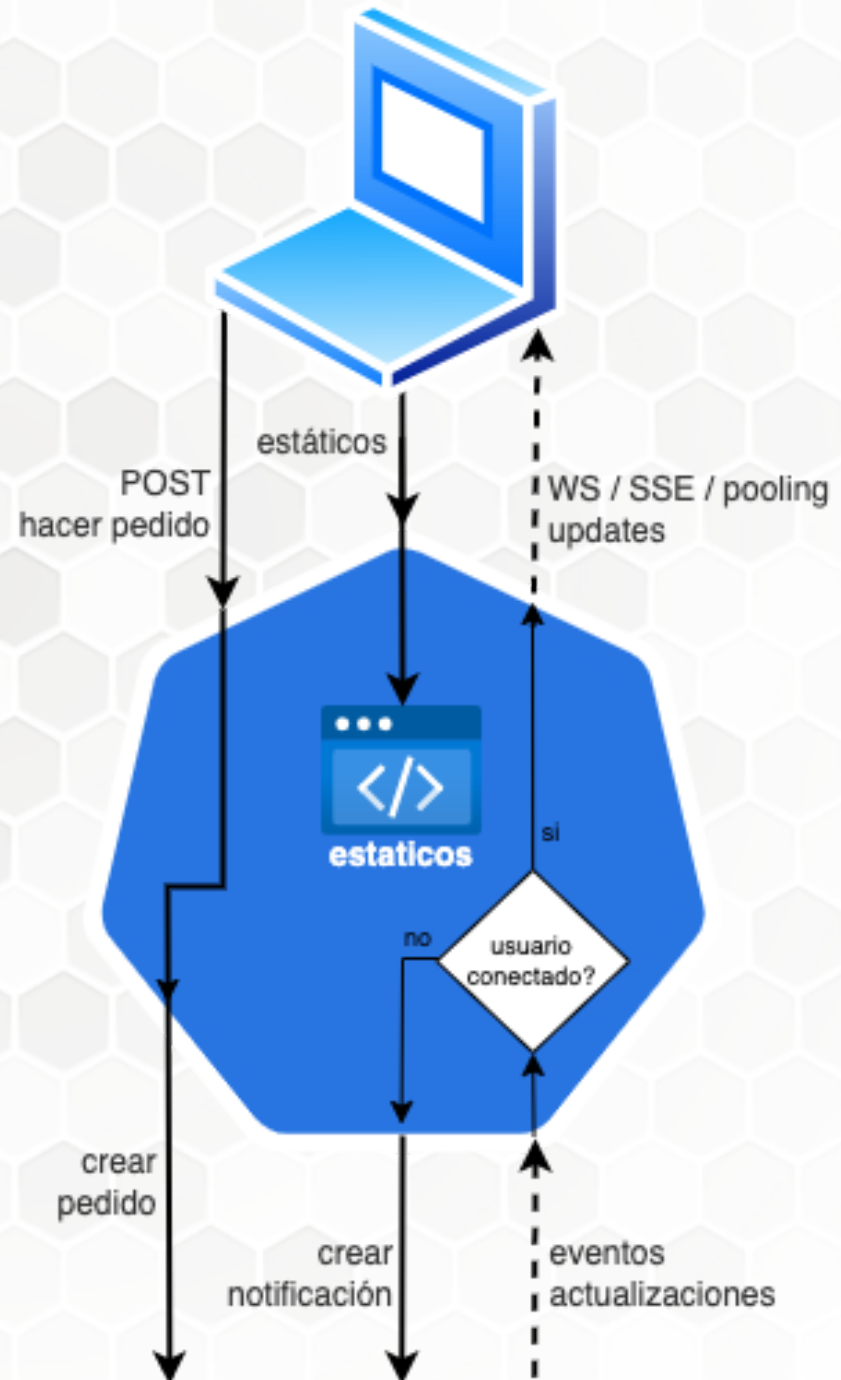 estáticos
POST
hacer pedido
WS / SSE / pooling
updates
</>
estaticos
si
no
usuario
conectado?
crear
pedido
crear
notificación
eventos
actualizaciones